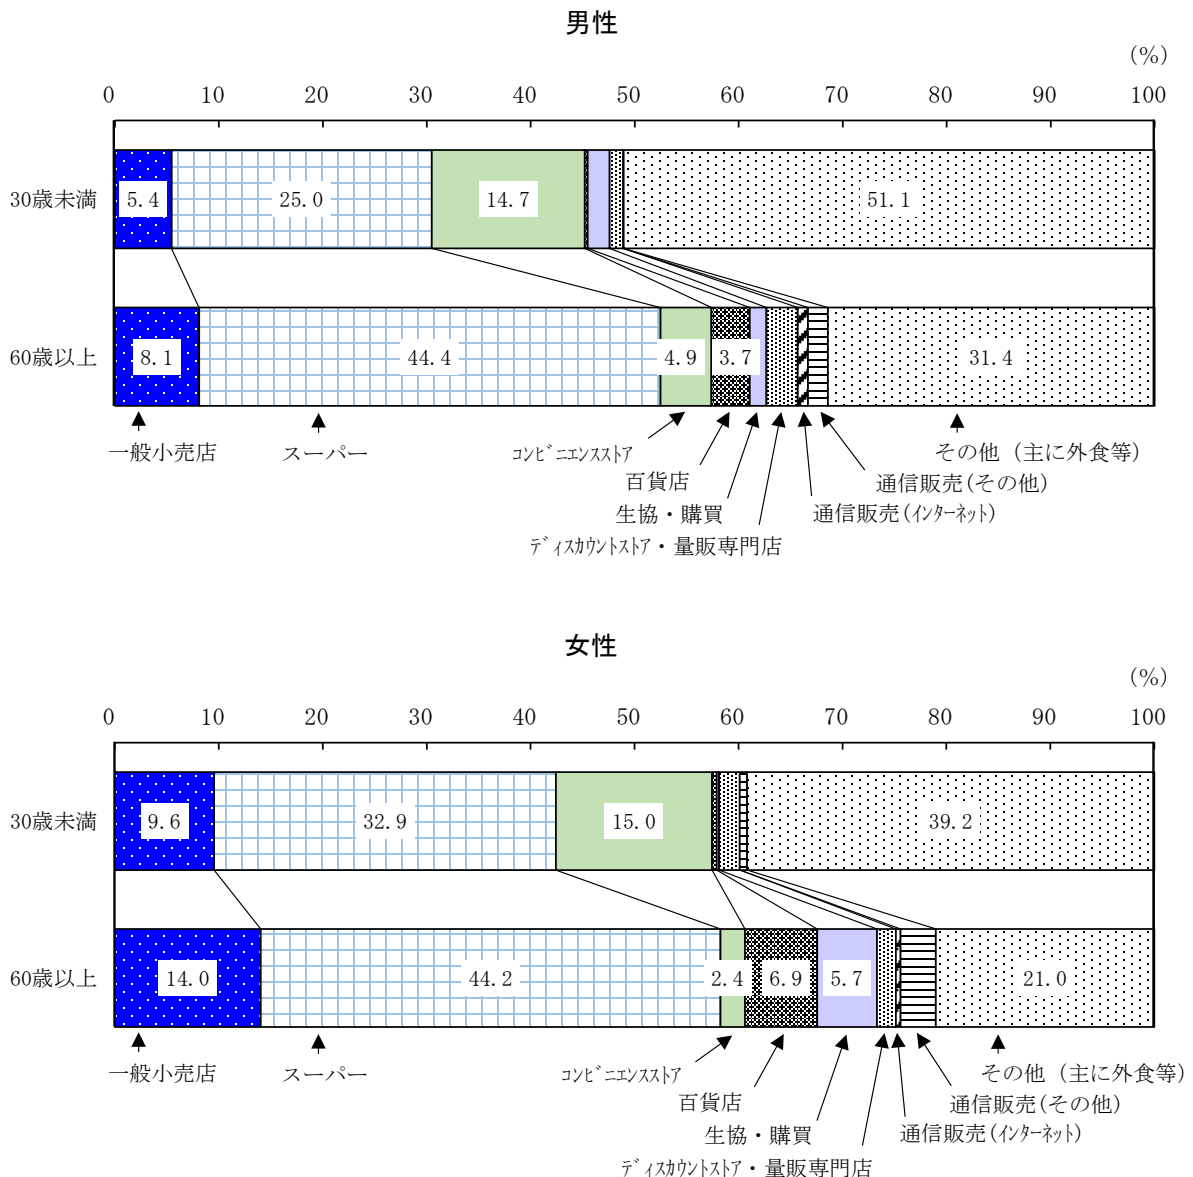 男性
(%)
0 10 20 30 40 50 60 70 80 90 100
30歳未満 5.4 25.0 14.7 51.1
60歳以上 8.1 44.4 4.9 3.7 31.4
一般小売店 スーパー コンビニエンスストア その他（主に外食等）
百貨店 通信販売(その他)
生協・購買 通信販売(インターネット)
ディスカウントストア・量販専門店
女性
(%)
0 10 20 30 40 50 60 70 80 90 100
30歳未満 9.6 32.9 15.0 39.2
60歳以上 14.0 44.2 2.4 6.9 5.7 21.0
一般小売店 スーパー コンビニエンスストア その他（主に外食等）
百貨店 通信販売(その他)
生協・購買 通信販売(インターネット)
ディスカウントストア・量販専門店